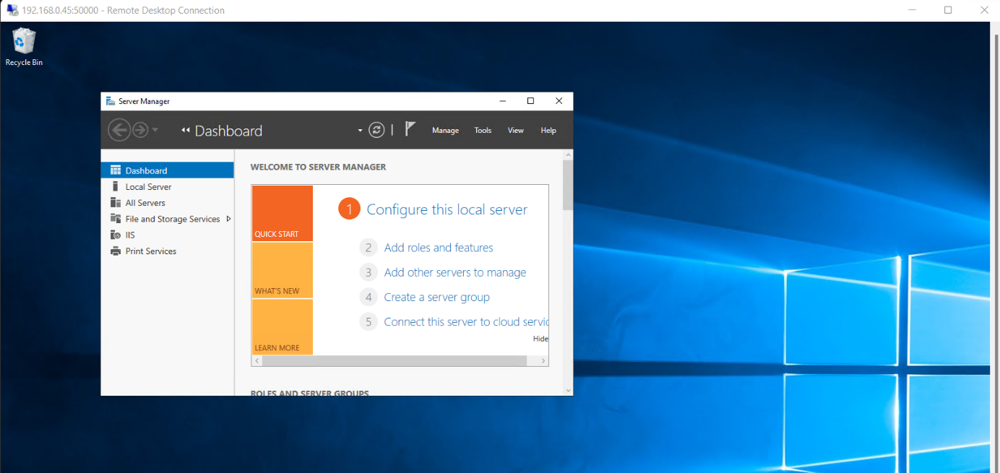 192.168.0.45:50000 - Remote Desktop Connection
Recycle Bin
Server Manager
Dashboard
Manage Tools View Help
Dashboard
Local Server
All Servers
File and Storage Services
IIS
Print Services
WELCOME TO SERVER MANAGER
QUICK START
WHAT'S NEW
LEARN MORE
1 Configure this local server
2 Add roles and features
3 Add other servers to manage
4 Create a server group
5 Connect this server to cloud servic
Hide
ROLES AND SERVER GROUPS